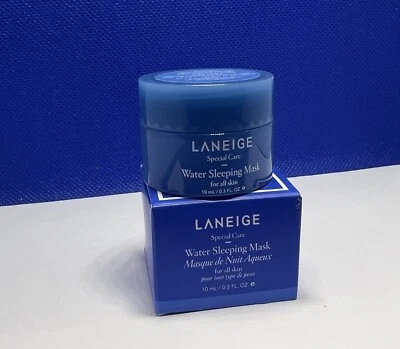 LANEIGE
Special Care
Water Sleeping Mask
for all skin
10 mL / 0.3 FL. OZ. e
LANEIGE
Special Care
Water Sleeping Mask
Masque de Nuit Aqueux
for all skin
pour tout type de peau
10 mL / 0.3 FL. OZ. e